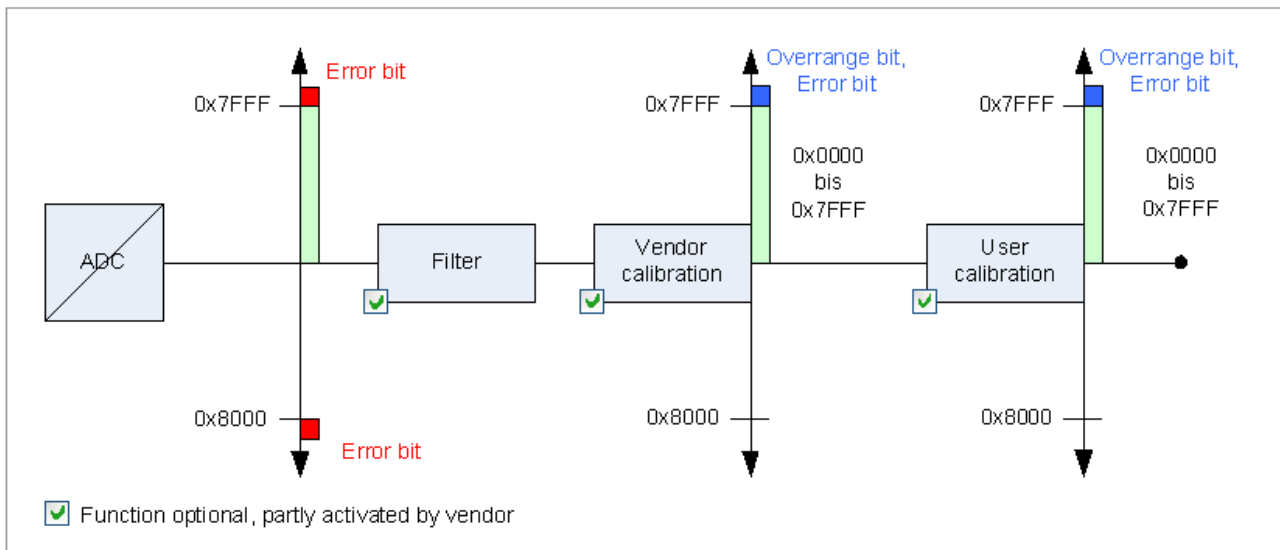 Error bit
Overrange bit,
Error bit
Overrange bit,
Error bit
0x7FFF
0x7FFF
0x7FFF
0x0000
bis
0x7FFF
0x0000
bis
0x7FFF
ADC
Filter
Vendor
calibration
User
calibration
0x8000
0x8000
0x8000
Error bit
Function optional, partly activated by vendor